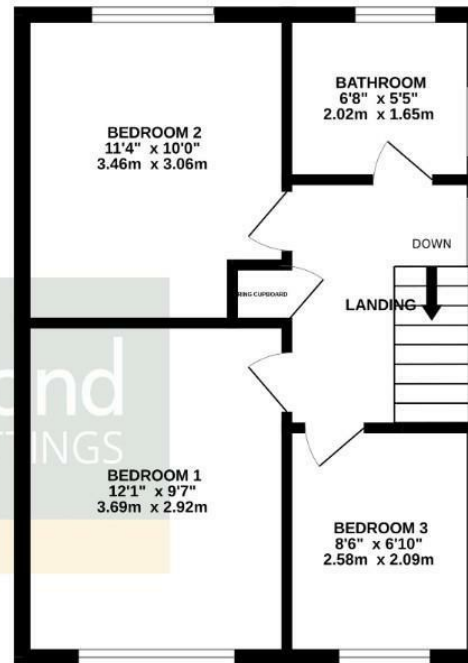 BEDROOM 2
11'4" x 10'0"
3.46m x 3.06m
BATHROOM
6'8" x 5'5"
2.02m x 1.65m
DOWN
CUPBOARD
LANDING
BEDROOM 1
12'1" x 9'7"
3.69m x 2.92m
BEDROOM 3
8'6" x 6'10"
2.58m x 2.09m